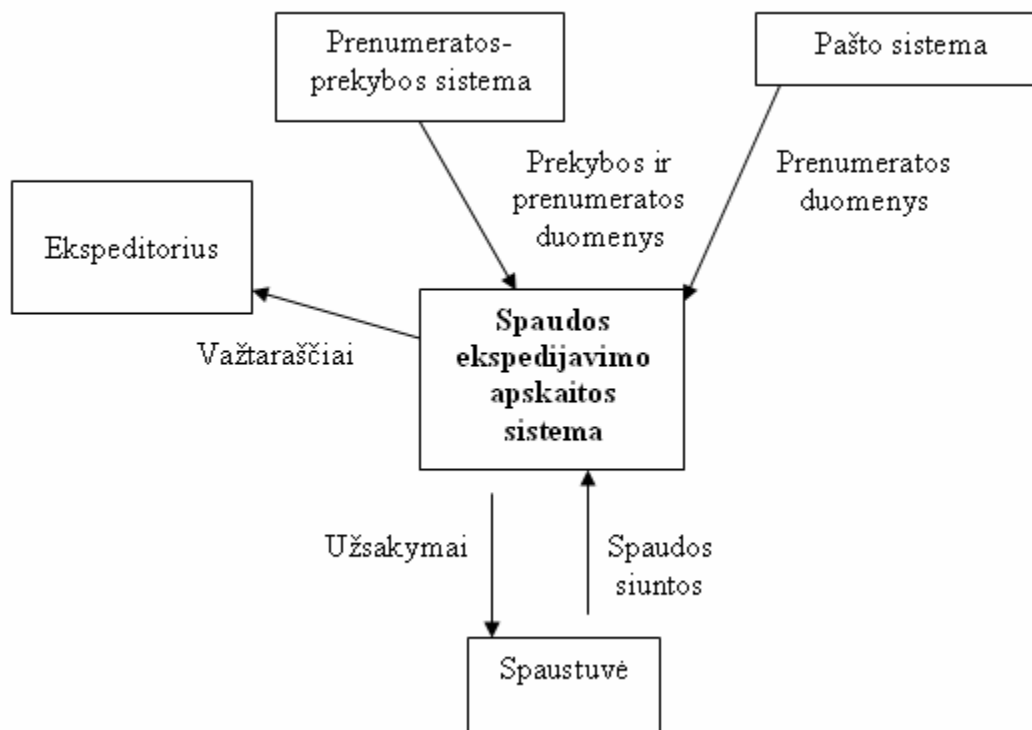 Prenumeratos-
prekybos sistema
Pašto sistema
Prekybos ir
prenumeratos
duomenys
Prenumeratos
duomenys
Ekspeditorius
Važtaraščiai
Spaudos
ekspedijavimo
apskaitos
sistema
Užsakymai
Spaudos
siuntos
Spaustuvė